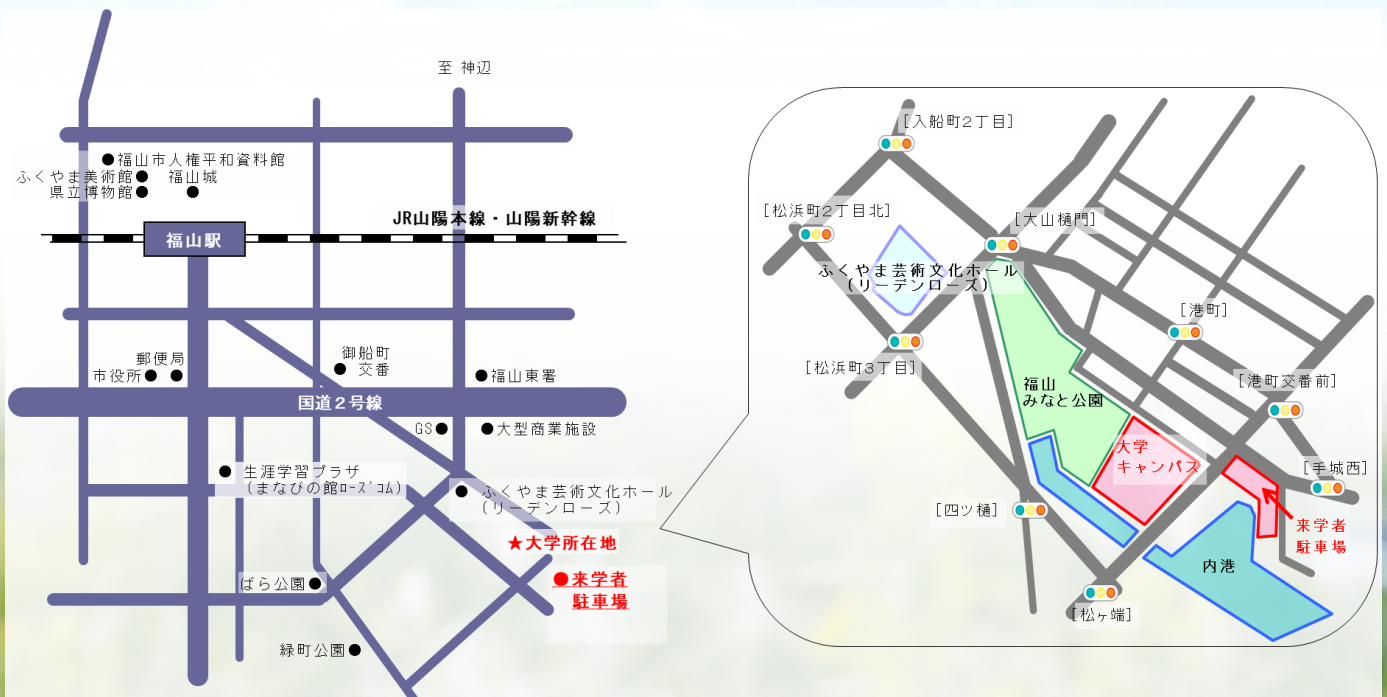 至 神辺
福山市人権平和資料館
ふくやま美術館
福山城
県立博物館
JR山陽本線・山陽新幹線
福山駅
郵便局
市役所
御船町
交番
福山東署
国道2号線
GS
大型商業施設
生涯学習プラザ
(まなびの館ローズコム)
ふくやま芸術文化ホール
(リーデンローズ)
★大学所在地
ばら公園
来学者
駐車場
緑町公園
[入船町2丁目]
[松浜町2丁目北]
[大山樋門]
ふくやま芸術文化ホール
(リーデンローズ)
[港町]
[松浜町3丁目]
[港町交番前]
福山
みなと公園
大学
キャンパス
[手城西]
[四ツ樋]
来学者
駐車場
内港
[松ヶ端]